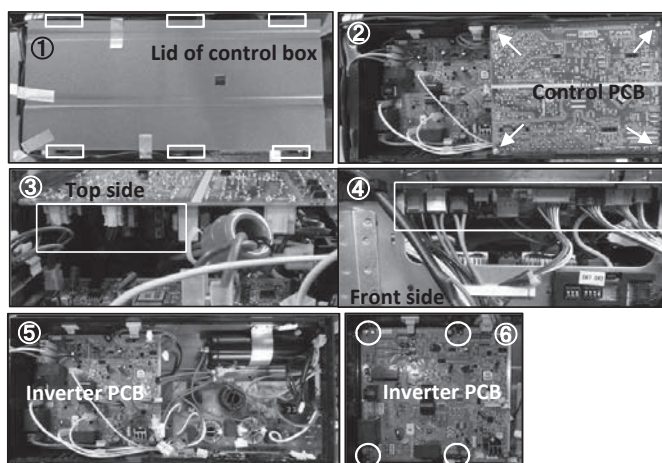 ①
Lid of control box
②
Control PCB
③
Top side
④
Front side
⑤
Inverter PCB
⑥
Inverter PCB